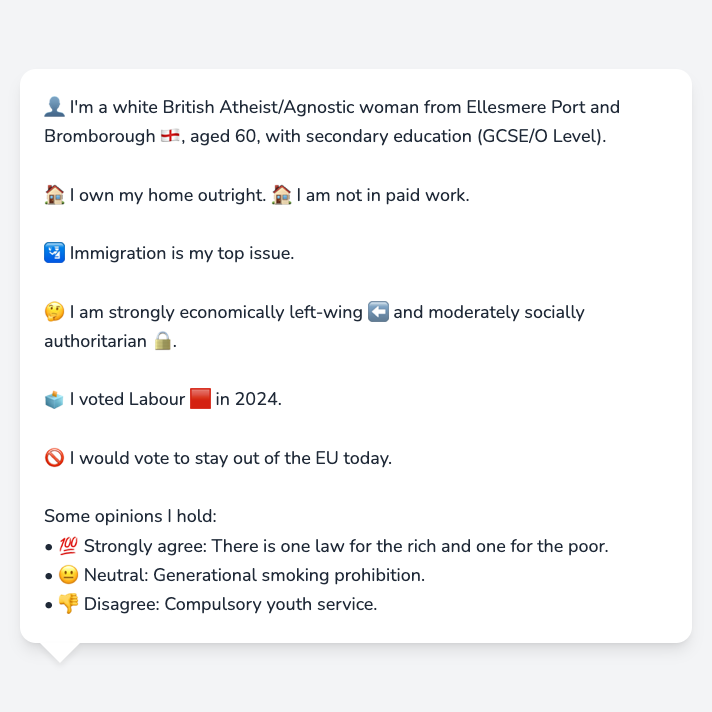 👤 I'm a white British Atheist/Agnostic woman from Ellesmere Port and
Bromborough 🏴󠁧󠁢󠁥󠁮󠁧󠁿, aged 60, with secondary education (GCSE/O Level).
🏠 I own my home outright. 🏠 I am not in paid work.
🛂 Immigration is my top issue.
🤔 I am strongly economically left-wing ⬅️ and moderately socially
authoritarian 🔒.
🗳️ I voted Labour 🟥 in 2024.
🚫 I would vote to stay out of the EU today.
Some opinions I hold:
• 💯 Strongly agree: There is one law for the rich and one for the poor.
• 😐 Neutral: Generational smoking prohibition.
• 👎 Disagree: Compulsory youth service.